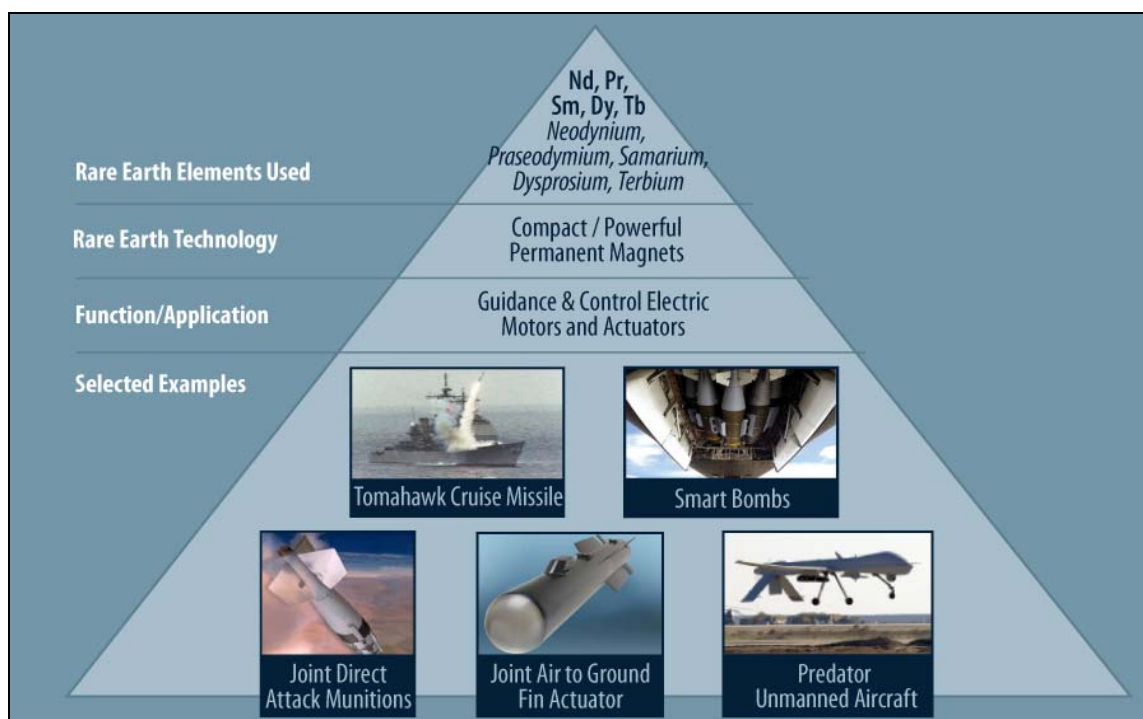 Nd, Pr,
Sm, Dy, Tb
Neodynium,
Praseodymium, Samarium,
Dysprosium, Terbium
Rare Earth Elements Used
Rare Earth Technology
Compact / Powerful
Permanent Magnets
Function/Application
Guidance & Control Electric
Motors and Actuators
Selected Examples
Tomahawk Cruise Missile
Smart Bombs
Joint Direct
Attack Munitions
Joint Air to Ground
Fin Actuator
Predator
Unmanned Aircraft